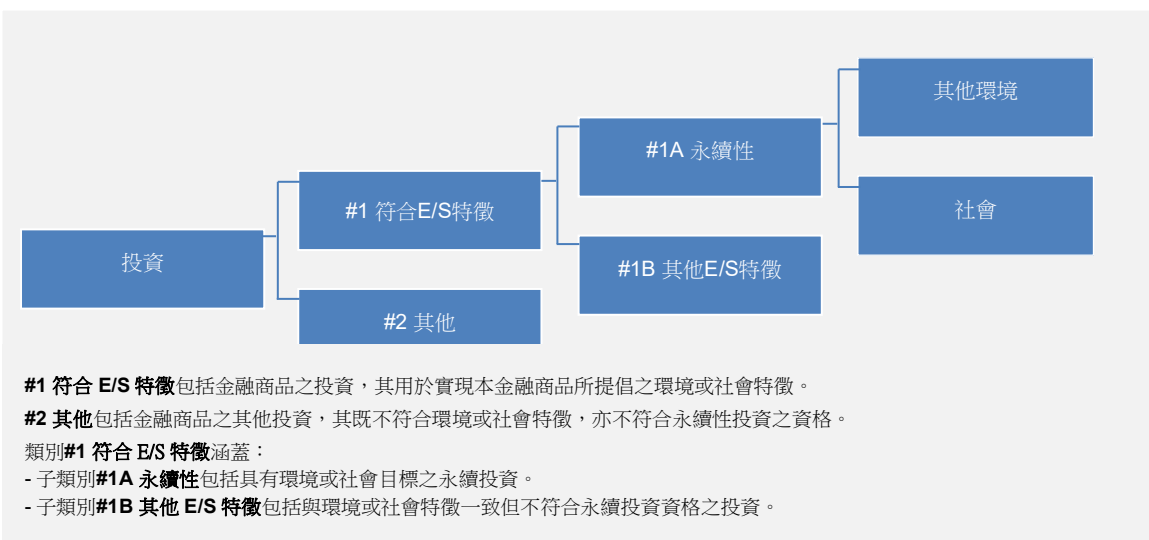 其他環境
#1A 永續性
#1 符合E/S特徵
社會
投資
#1B 其他E/S特徵
#2 其他
#1 符合 E/S 特徵包括金融商品之投資，其用於實現本金融商品所提倡之環境或社會特徵。
#2 其他包括金融商品之其他投資，其既不符合環境或社會特徵，亦不符合永續性投資之資格。
類別#1 符合 E/S 特徵涵蓋：
- 子類別#1A 永續性包括具有環境或社會目標之永續投資。
- 子類別#1B 其他 E/S 特徵包括與環境或社會特徵一致但不符合永續投資資格之投資。